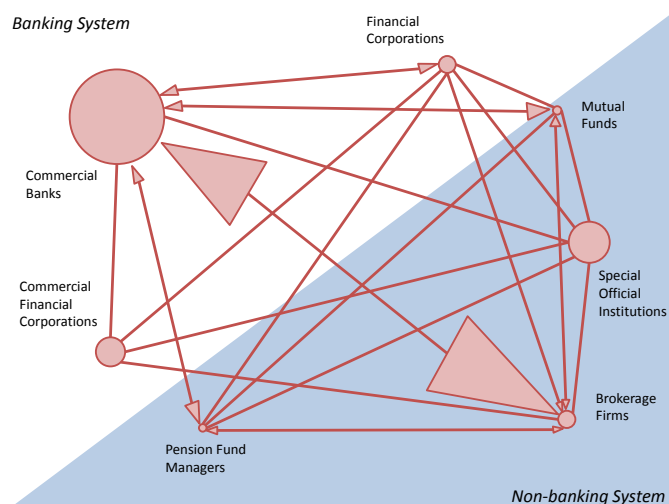 Banking System
Financial
Corporations
Mutual
Funds
Commercial
Banks
Special
Official
Institutions
Commercial
Financial
Corporations
Brokerage
Firms
Pension Fund
Managers
Non-banking System